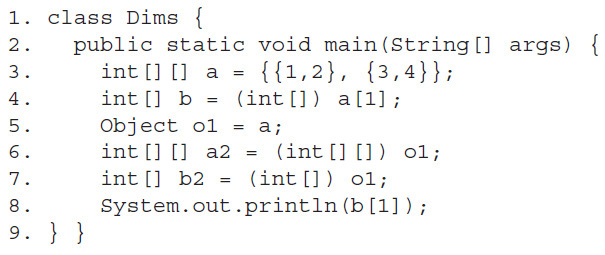 1. class Dims {
2.   public static void main(String[] args) {
3.     int[][] a = {{1,2}, {3,4}};
4.     int[] b = (int[]) a[1];
5.     Object o1 = a;
6.     int[][] a2 = (int[][]) o1;
7.     int[] b2 = (int[]) o1;
8.     System.out.println(b[1]);
9. } }